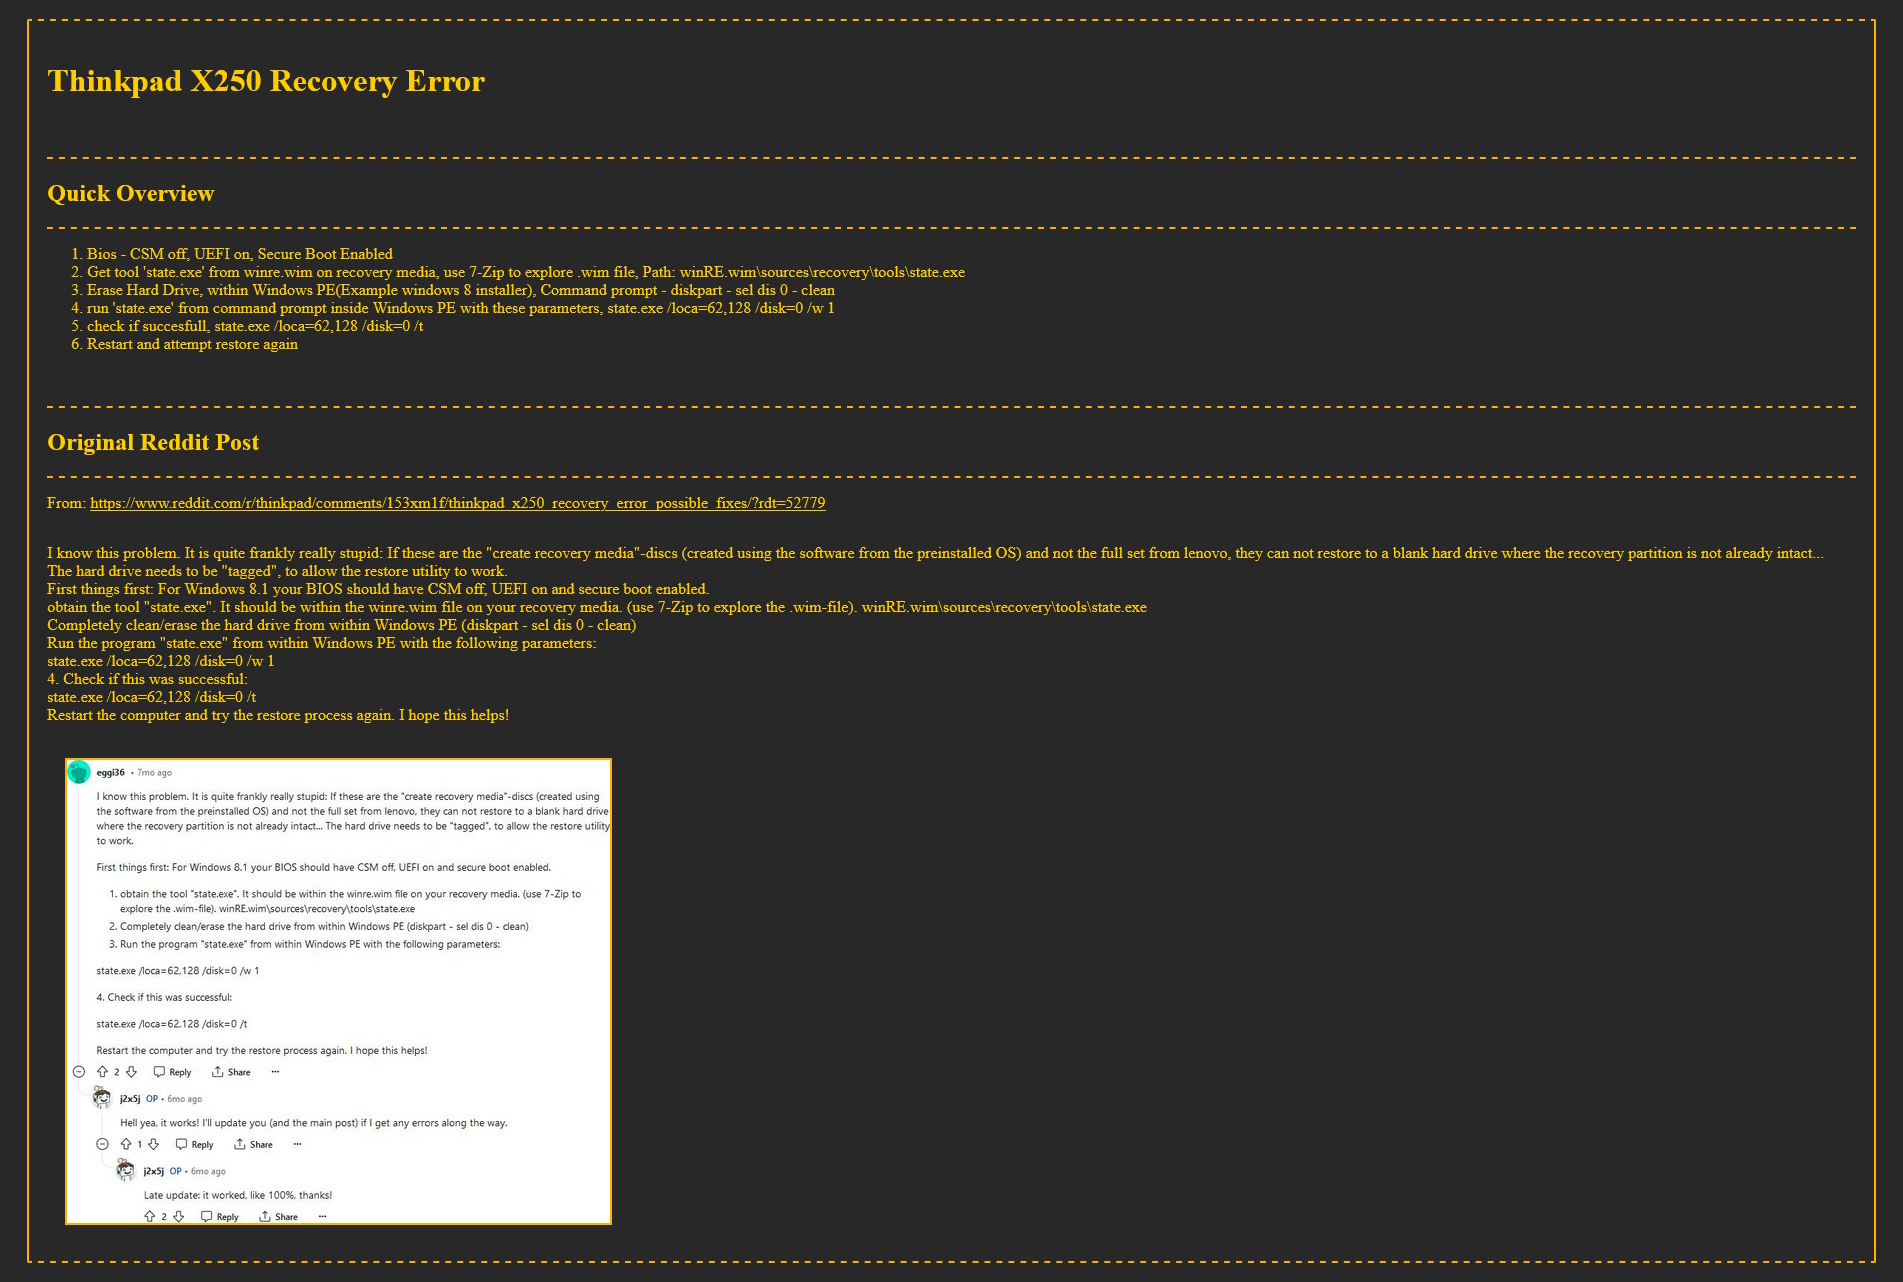 Thinkpad X250 Recovery Error
Quick Overview
1. Bios - CSM off, UEFI on, Secure Boot Enabled
2. Get tool 'state.exe' from winre.wim on recovery media, use 7-Zip to explore .wim file, Path: winRE.wim\sources\recovery\tools\state.exe
3. Erase Hard Drive, within Windows PE(Example windows 8 installer), Command prompt - diskpart - sel dis 0 - clean
4. run 'state.exe' from command prompt inside Windows PE with these parameters, state.exe /loca=62,128 /disk=0 /w 1
5. check if succesfull, state.exe /loca=62,128 /disk=0 /t
6. Restart and attempt restore again
Original Reddit Post
From: https://www.reddit.com/r/thinkpad/comments/153xm1f/thinkpad_x250_recovery_error_possible_fixes/?rdt=52779
I know this problem. It is quite frankly really stupid: If these are the "create recovery media"-discs (created using the software from the preinstalled OS) and not the full set from lenovo, they can not restore to a blank hard drive where the recovery partition is not already intact...
The hard drive needs to be "tagged", to allow the restore utility to work.
First things first: For Windows 8.1 your BIOS should have CSM off, UEFI on and secure boot enabled.
obtain the tool "state.exe". It should be within the winre.wim file on your recovery media. (use 7-Zip to explore the .wim-file). winRE.wim\sources\recovery\tools\state.exe
Completely clean/erase the hard drive from within Windows PE (diskpart - sel dis 0 - clean)
Run the program "state.exe" from within Windows PE with the following parameters:
state.exe /loca=62,128 /disk=0 /w 1
4. Check if this was successful:
state.exe /loca=62,128 /disk=0 /t
Restart the computer and try the restore process again. I hope this helps!
eggi36 • 7mo ago
I know this problem. It is quite frankly really stupid: If these are the "create recovery media"-discs (created using
the software from the preinstalled OS) and not the full set from lenovo, they can not restore to a blank hard drive
where the recovery partition is not already intact... The hard drive needs to be "tagged", to allow the restore utility
to work.
First things first: For Windows 8.1 your BIOS should have CSM off, UEFI on and secure boot enabled.
1. obtain the tool "state.exe". It should be within the winre.wim file on your recovery media. (use 7-Zip to
explore the .wim-file). winRE.wim\sources\recovery\tools\state.exe
2. Completely clean/erase the hard drive from within Windows PE (diskpart - sel dis 0 - clean)
3. Run the program "state.exe" from within Windows PE with the following parameters:
state.exe /loca=62,128 /disk=0 /w 1
4. Check if this was successful:
state.exe /loca=62,128 /disk=0 /t
Restart the computer and try the restore process again. I hope this helps!
2 Reply Share ...
j2x5j OP • 6mo ago
Hell yea, it works! I'll update you (and the main post) if I get any errors along the way.
1 Reply Share ...
j2x5j OP • 6mo ago
Late update: it worked, like 100%, thanks!
2 Reply Share ...